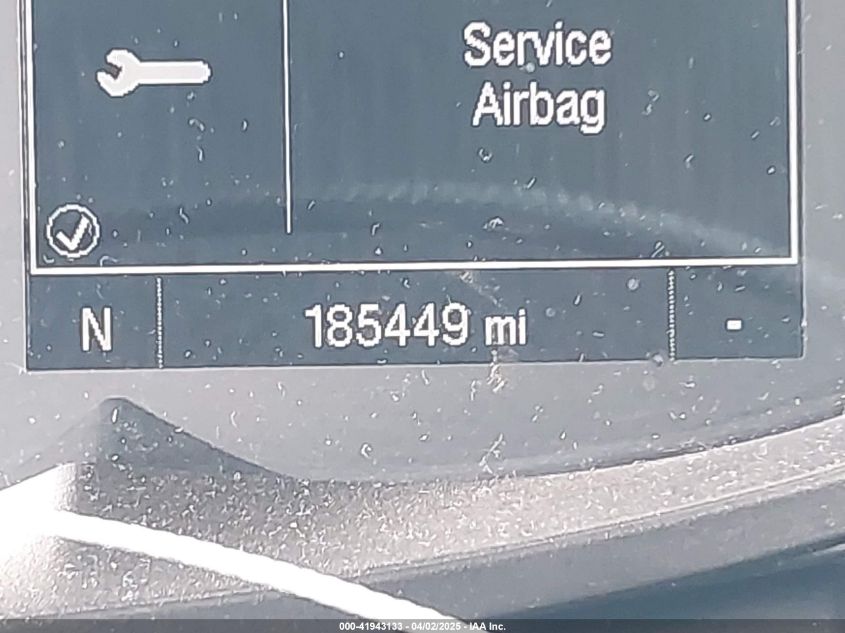 Service
Airbag
N 185449 mi -
000-41943133 - 04/02/2025 - IAA Inc.